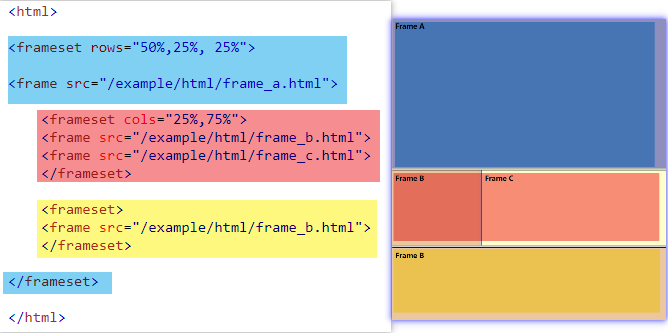 <html>
<frameset rows="50%,25%, 25%">
<frame src="/example/html/frame_a.html">
<frameset cols="25%,75%">
<frame src="/example/html/frame_b.html">
<frame src="/example/html/frame_c.html">
</frameset>
<frameset>
<frame src="/example/html/frame_b.html">
</frameset>
</frameset>
</html>
Frame A
Frame B
Frame C
Frame B